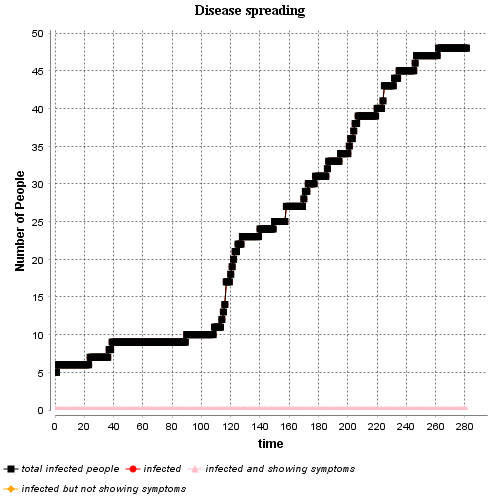 Disease spreading
50
45
40
35
30
25
20
15
10
5
0
Number of People
0 20 40 60 80 100 120 140 160 180 200 220 240 260 280
time
total infected people infected infected and showing symptoms
infected but not showing symptoms